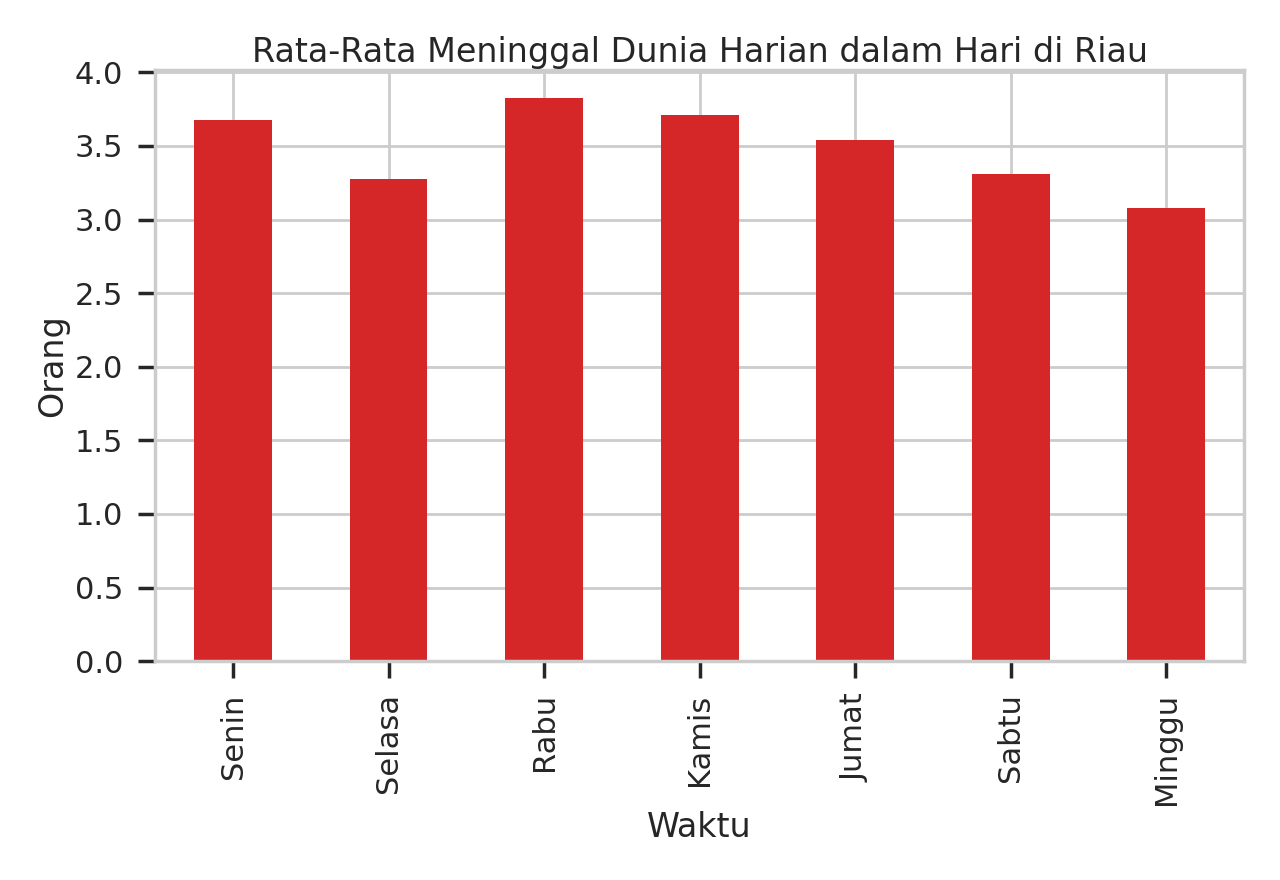 Rata-Rata Meninggal Dunia Harian dalam Hari di Riau
4.0
3.5
3.0
2.5
2.0
1.5
1.0
0.5
0.0
Orang
Senin
Selasa
Rabu
Kamis
Jumat
Sabtu
Minggu
Waktu